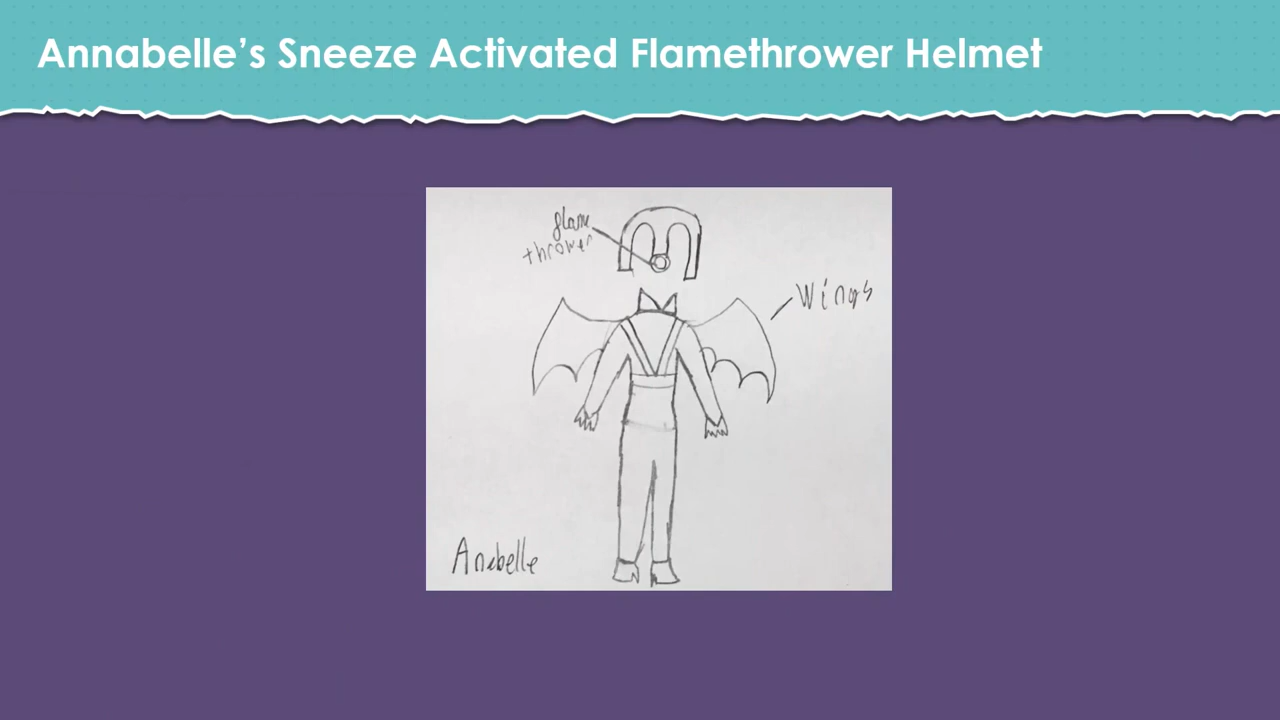 Annabelle's Sneeze Activated Flamethrower Helmet
flame
thrower
Wings
Anabelle